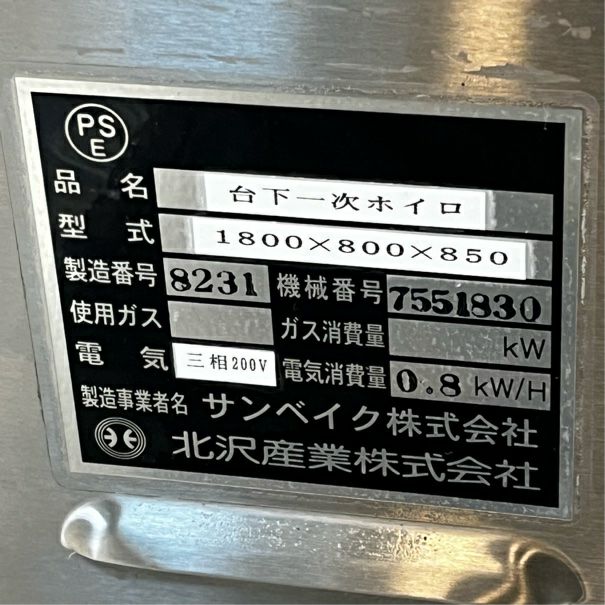 PS
E
品名 台下一次ホイロ
型式 1800×800×850
製造番号 8231 機械番号 7551830
使用ガス ガス消費量 kW
電気 三相200V 電気消費量 0.8 kW/H
製造事業者名 サンベイク株式会社
北沢産業株式会社